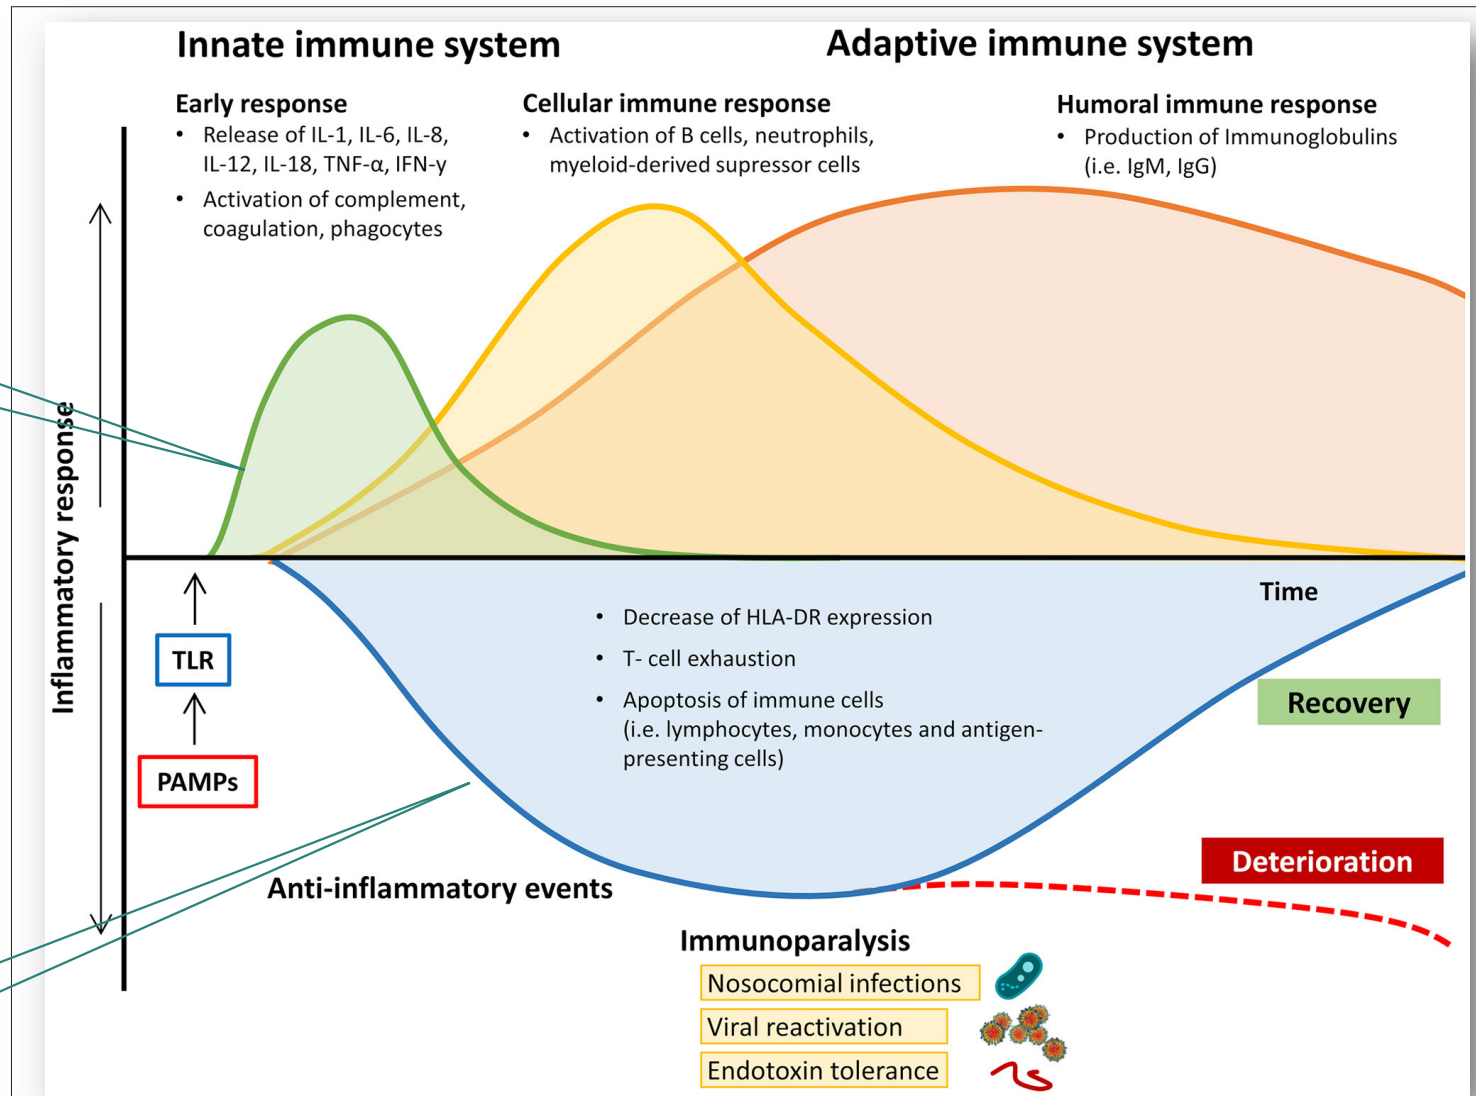 Innate immune system
Adaptive immune system
Early response
• Release of IL-1, IL-6, IL-8,
IL-12, IL-18, TNF-α, IFN-γ
• Activation of complement,
coagulation, phagocytes
Cellular immune response
• Activation of B cells, neutrophils,
myeloid-derived supressor cells
Humoral immune response
• Production of Immunoglobulins
(i.e. IgM, IgG)
Inflammatory response
Time
TLR
PAMPs
• Decrease of HLA-DR expression
• T- cell exhaustion
• Apoptosis of immune cells
(i.e. lymphocytes, monocytes and antigen-
presenting cells)
Recovery
Deterioration
Anti-inflammatory events
Immunoparalysis
Nosocomial infections
Viral reactivation
Endotoxin tolerance